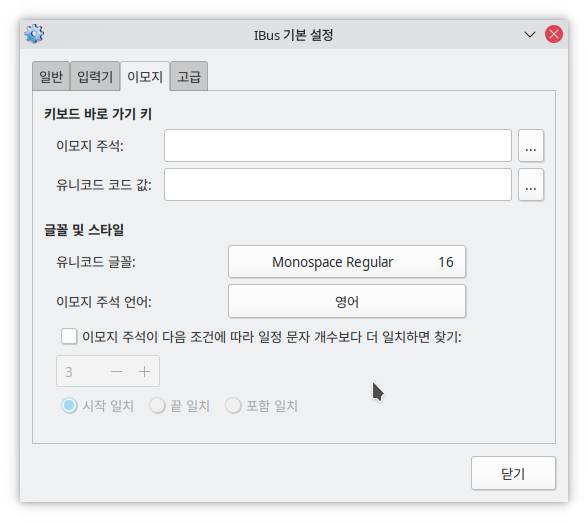 IBus 기본 설정
일반 입력기 이모지 고급
키보드 바로 가기 키
이모지 주석: ...
유니코드 코드 값: ...
글꼴 및 스타일
유니코드 글꼴: Monospace Regular 16
이모지 주석 언어: 영어
이모지 주석이 다음 조건에 따라 일정 문자 개수보다 더 일치하면 찾기:
3 − +
시작 일치 끝 일치 포함 일치
닫기